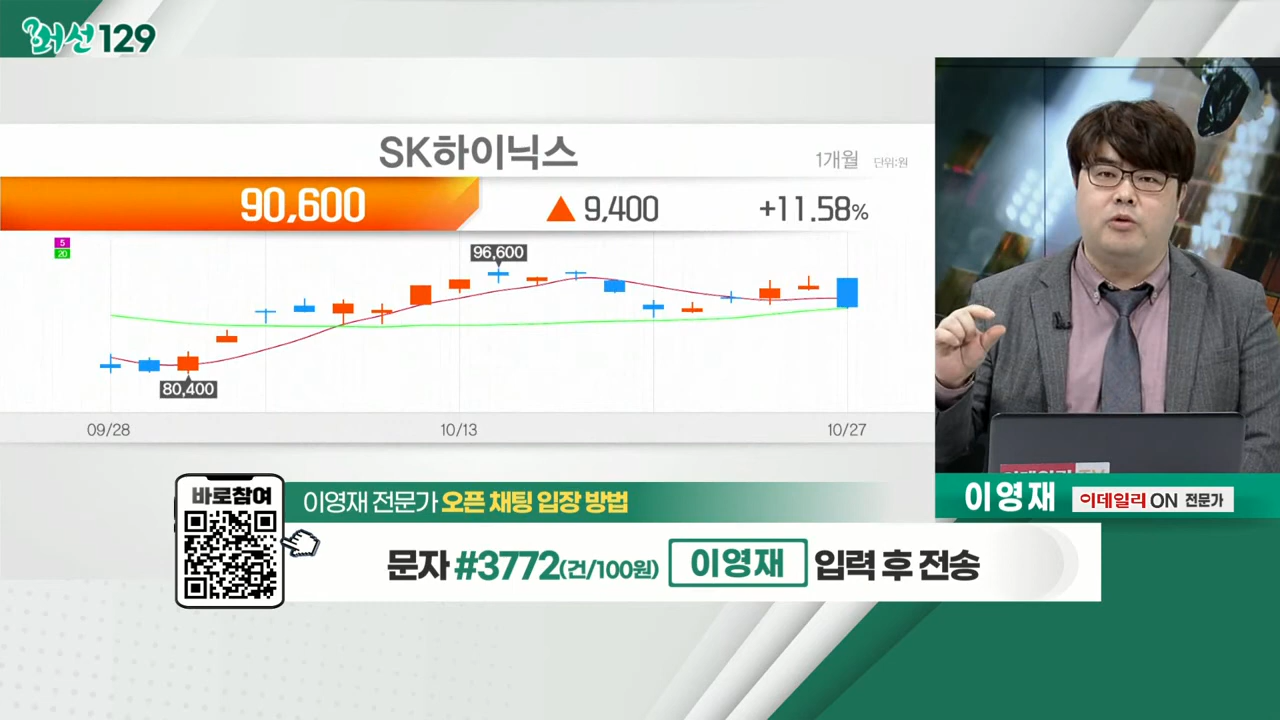 최선129
SK하이닉스
1개월 단위:원
90,600 ▲ 9,400 +11.58%
5
20
96,600
80,400
09/28 10/13 10/27
이영재 이데일리ON 전문가
바로참여
이영재 전문가 오픈 채팅 입장 방법
문자 #3772(건/100원) 이영재 입력 후 전송